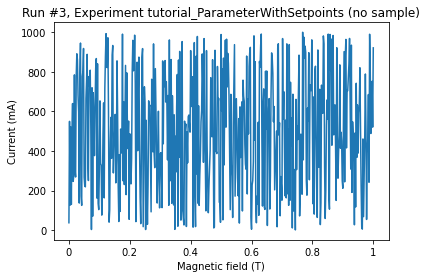 Run #3, Experiment tutorial_ParameterWithSetpoints (no sample)
1000
800
600
400
200
0
Current (mA)
0 0.2 0.4 0.6 0.8 1
Magnetic field (T)